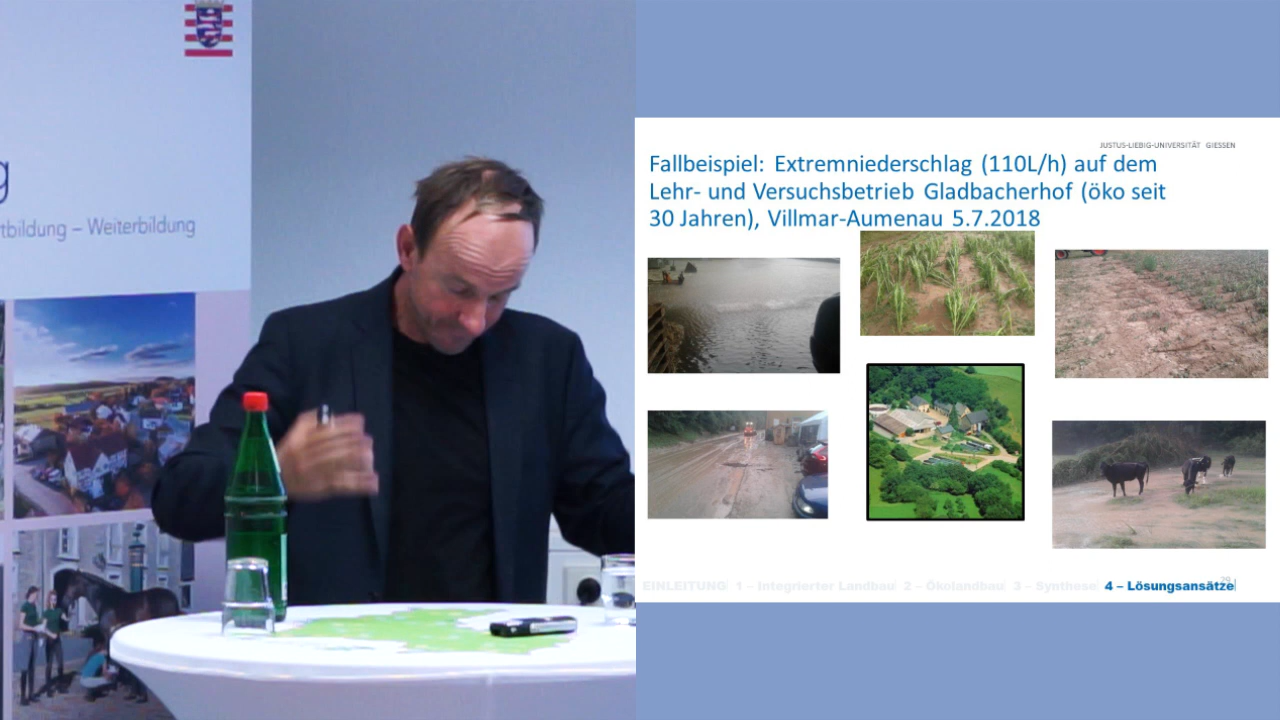 tbildung – Weiterbildung
JUSTUS-LIEBIG-UNIVERSITÄT GIESSEN
Fallbeispiel: Extremniederschlag (110L/h) auf dem
Lehr- und Versuchsbetrieb Gladbacherhof (öko seit
30 Jahren), Villmar-Aumenau 5.7.2018
EINLEITUNG 1 – Integrierter Landbau 2 – Ökolandbau 3 – Synthese 4 – Lösungsansätze